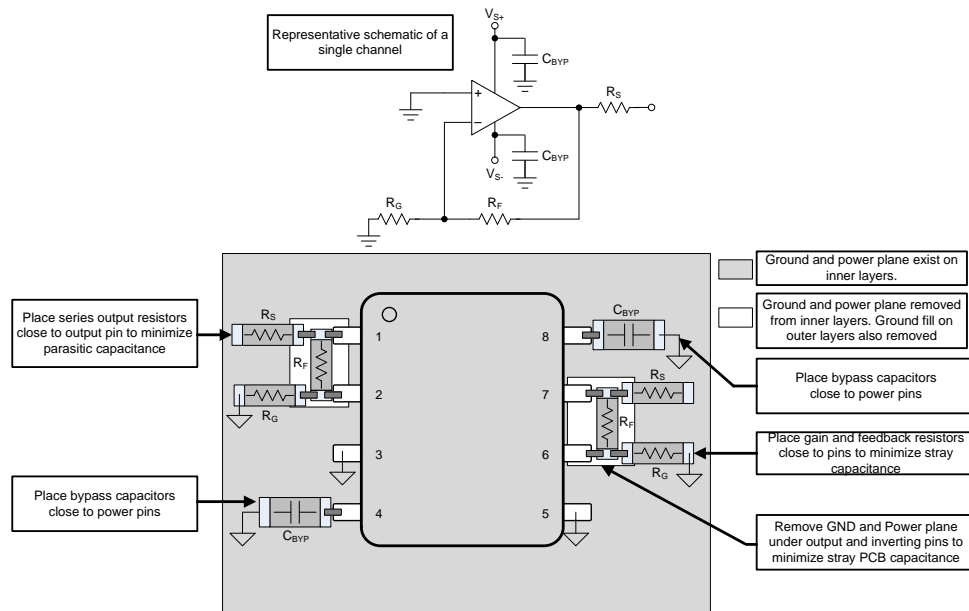 Representative schematic of a
single channel
VS+
CBYP
RS
+
−
CBYP
VS-
RG
RF
Ground and power plane exist on
inner layers.
Ground and power plane removed
from inner layers. Ground fill on
outer layers also removed
Place series output resistors
close to output pin to minimize
parasitic capacitance
RS
RF
RG
1
2
3
4
8
7
6
5
CBYP
RS
RF
RG
CBYP
Place bypass capacitors
close to power pins
Place gain and feedback resistors
close to pins to minimize stray
capacitance
Place bypass capacitors
close to power pins
Remove GND and Power plane
under output and inverting pins to
minimize stray PCB capacitance